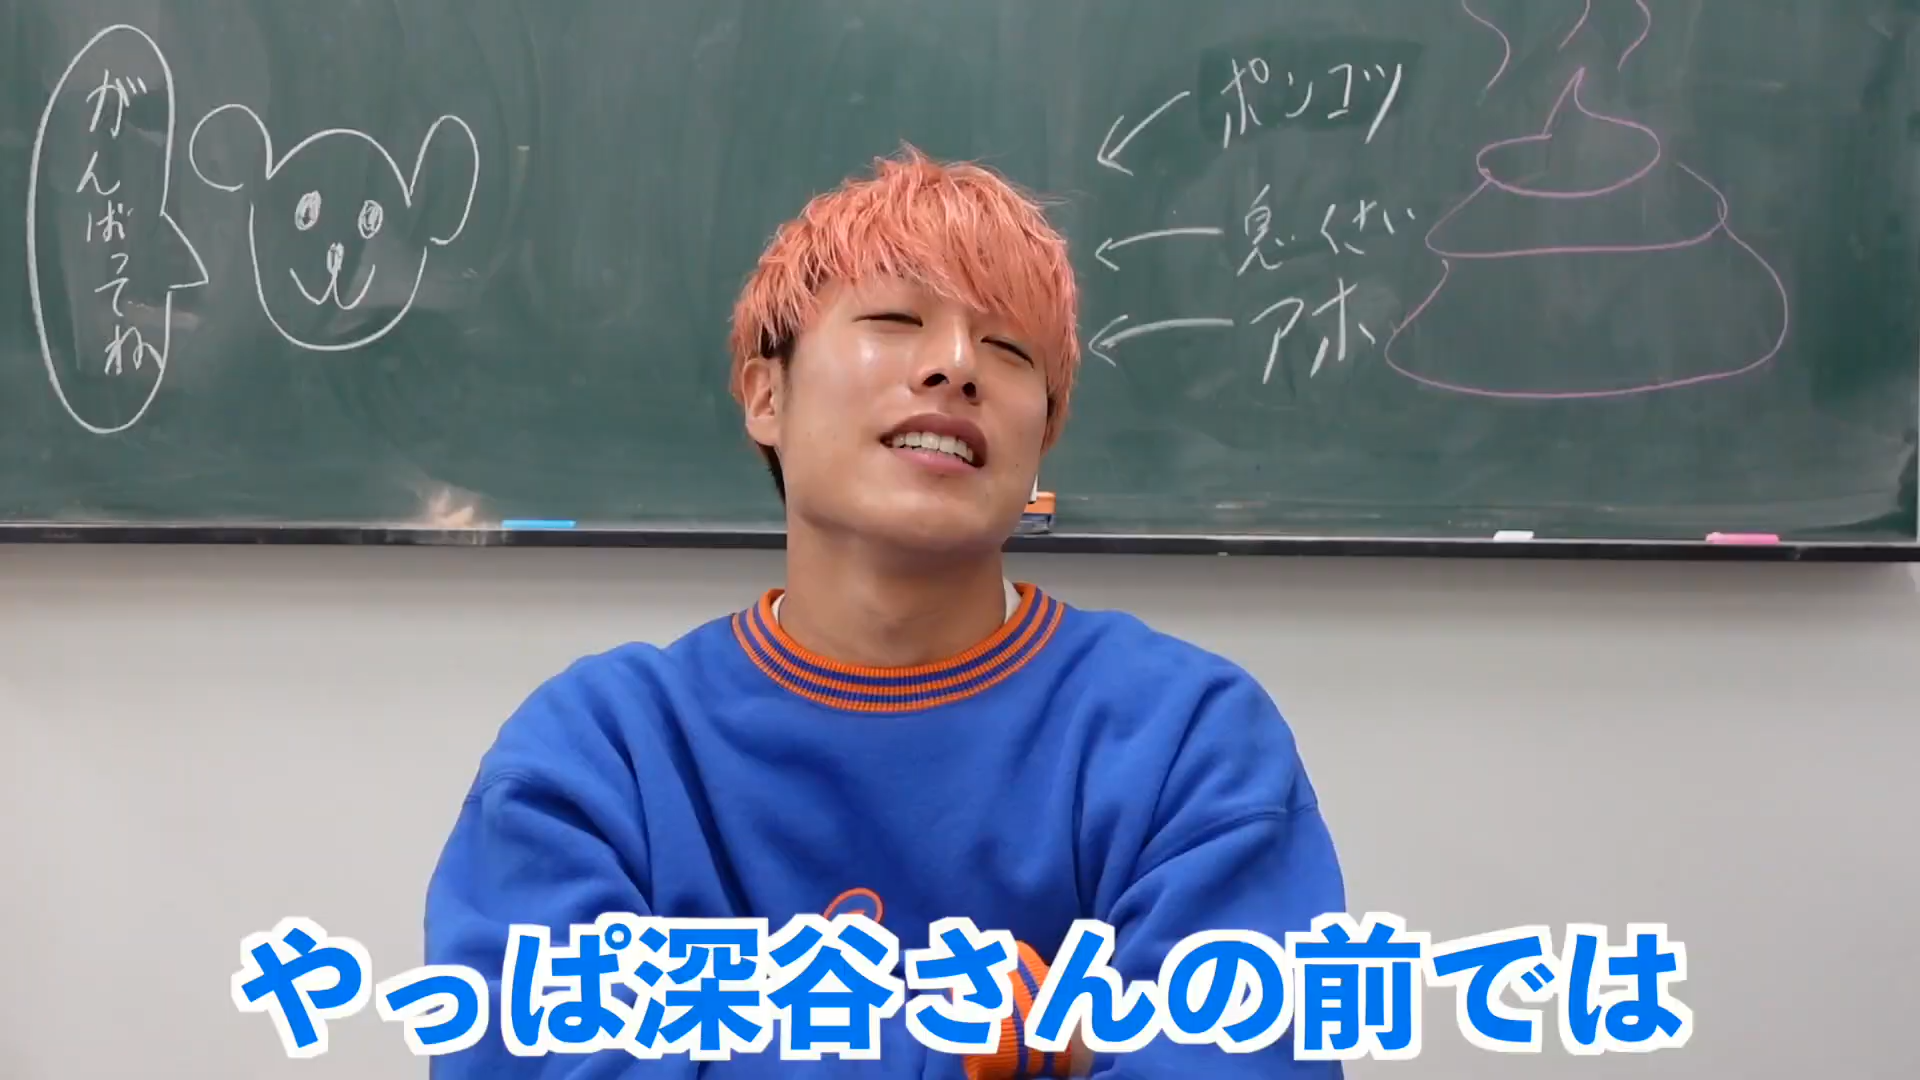 がんばってね
ポンコツ
息くさい
アホ
やっぱ深谷さんの前では